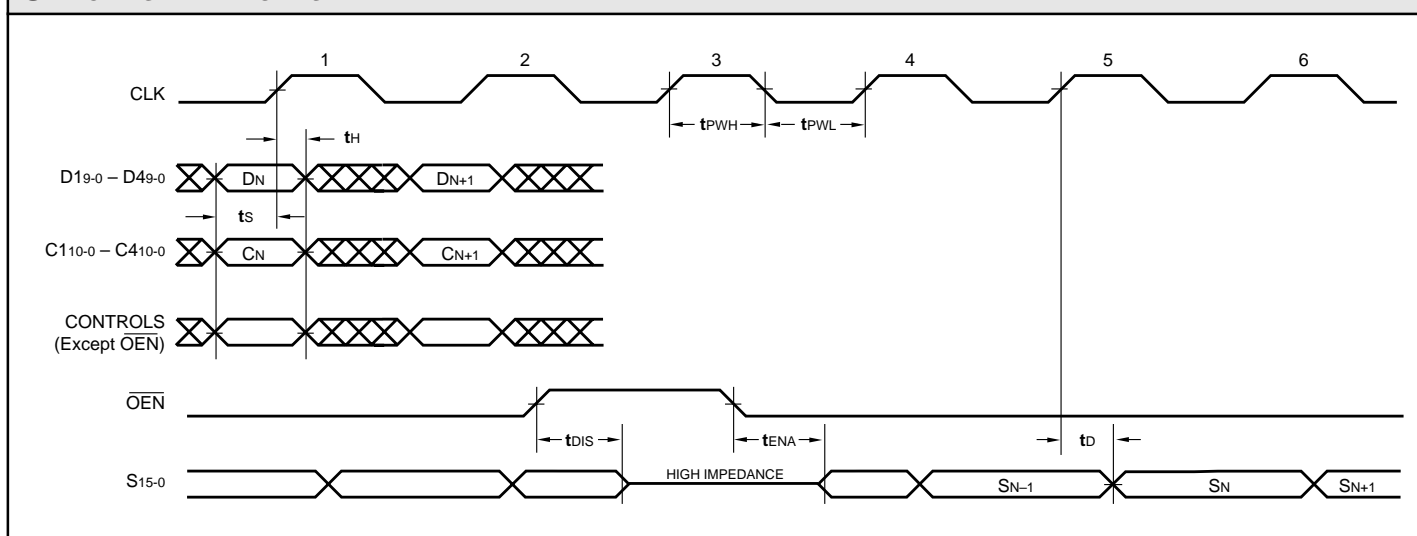 1 2 3 4 5 6
CLK
tPWH tPWL
tH
D19-0 – D49-0
DN DN+1
tS
C110-0 – C410-0
CN CN+1
CONTROLS
(Except OEN)
OEN
tDIS tENA tD
S15-0
HIGH IMPEDANCE
SN–1 SN SN+1